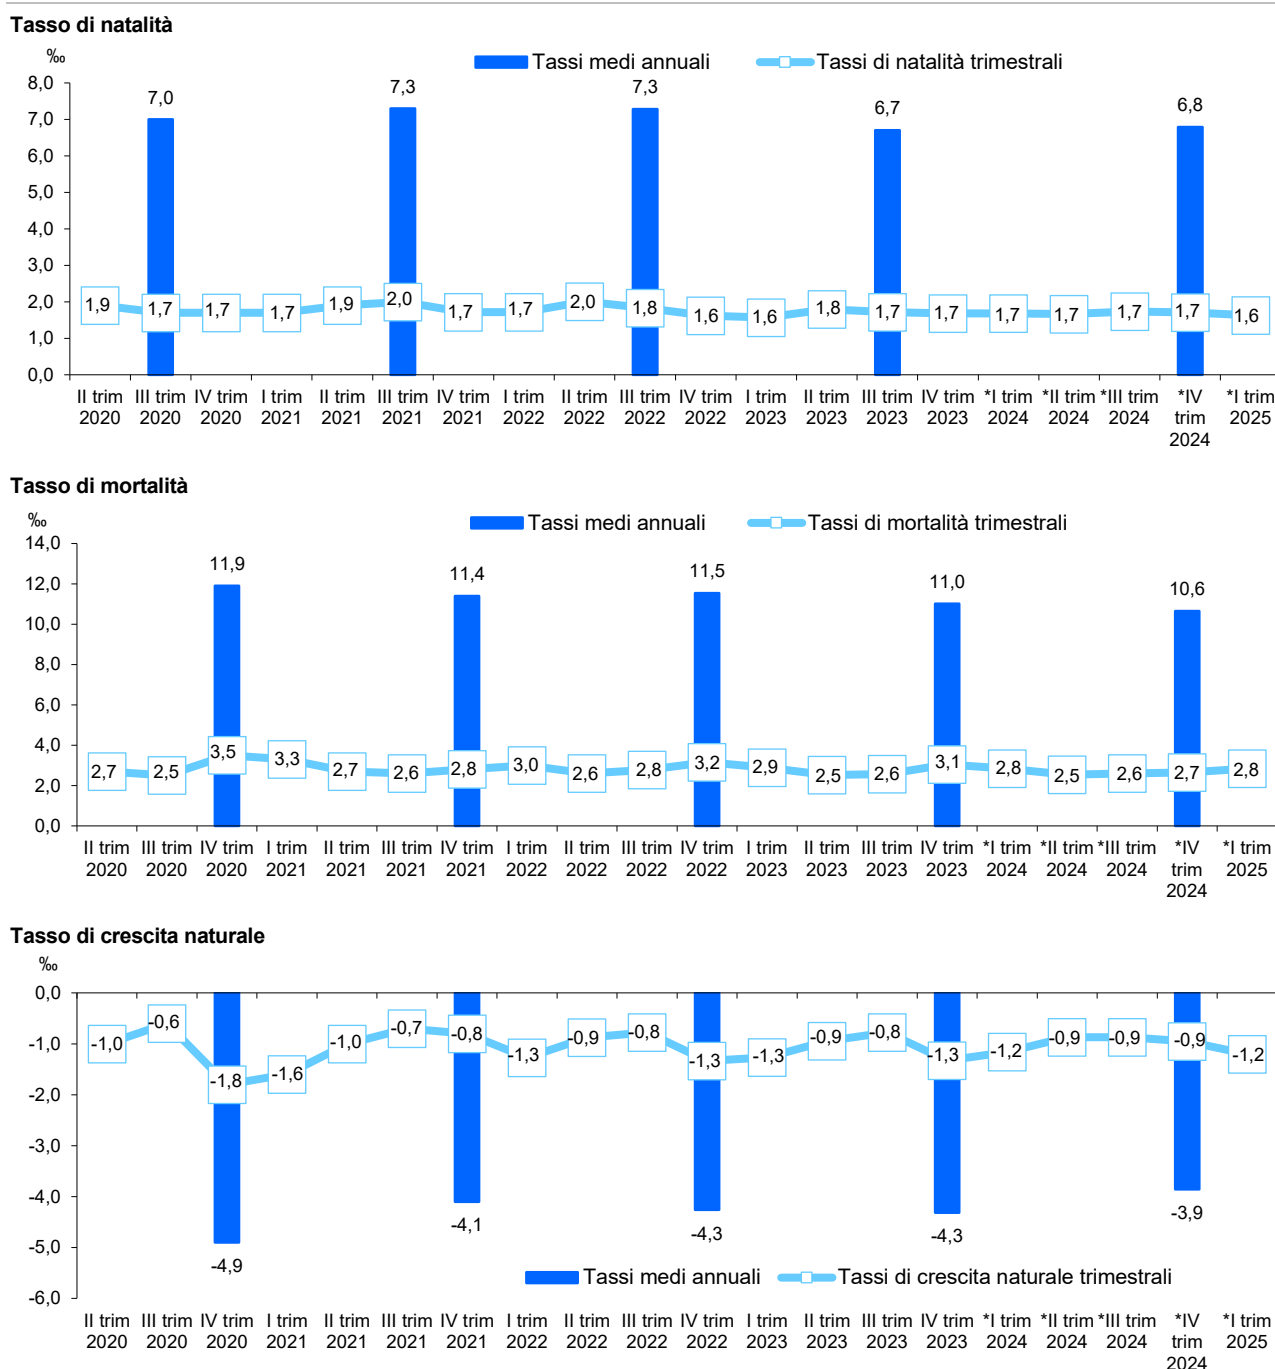 Tasso di natalità
‰
Tassi medi annuali
Tassi di natalità trimestrali
8,0
7,0
6,0
5,0
4,0
3,0
2,0
1,0
0,0
7,0 7,3 7,3 6,7 6,8
1,9 1,7 1,7 1,7 1,9 2,0 1,7 1,7 2,0 1,8 1,6 1,6 1,8 1,7 1,7 1,7 1,7 1,7 1,7 1,6
II trim III trim IV trim I trim II trim III trim IV trim I trim II trim III trim IV trim I trim II trim III trim IV trim *I trim *II trim *III trim *IV *I trim
2020 2020 2020 2021 2021 2021 2021 2022 2022 2022 2022 2023 2023 2023 2023 2024 2024 2024 trim 2025
2024
Tasso di mortalità
‰
Tassi medi annuali
Tassi di mortalità trimestrali
14,0
12,0
10,0
8,0
6,0
4,0
2,0
0,0
11,9 11,4 11,5 11,0 10,6
2,7 2,5 3,5 3,3 2,7 2,6 2,8 3,0 2,6 2,8 3,2 2,9 2,5 2,6 3,1 2,8 2,5 2,6 2,7 2,8
II trim III trim IV trim I trim II trim III trim IV trim I trim II trim III trim IV trim I trim II trim III trim IV trim *I trim *II trim *III trim *IV *I trim
2020 2020 2020 2021 2021 2021 2021 2022 2022 2022 2022 2023 2023 2023 2023 2024 2024 2024 trim 2025
2024
Tasso di crescita naturale
‰
0,0
-1,0
-2,0
-3,0
-4,0
-5,0
-6,0
-1,0 -0,6 -1,8 -1,6 -1,0 -0,7 -0,8 -1,3 -0,9 -0,8 -1,3 -1,3 -0,9 -0,8 -1,3 -1,2 -0,9 -0,9 -0,9 -1,2
-4,9 -4,1 -4,3 -4,3 -3,9
Tassi medi annuali
Tassi di crescita naturale trimestrali
II trim III trim IV trim I trim II trim III trim IV trim I trim II trim III trim IV trim I trim II trim III trim IV trim *I trim *II trim *III trim *IV *I trim
2020 2020 2020 2021 2021 2021 2021 2022 2022 2022 2022 2023 2023 2023 2023 2024 2024 2024 trim 2025
2024